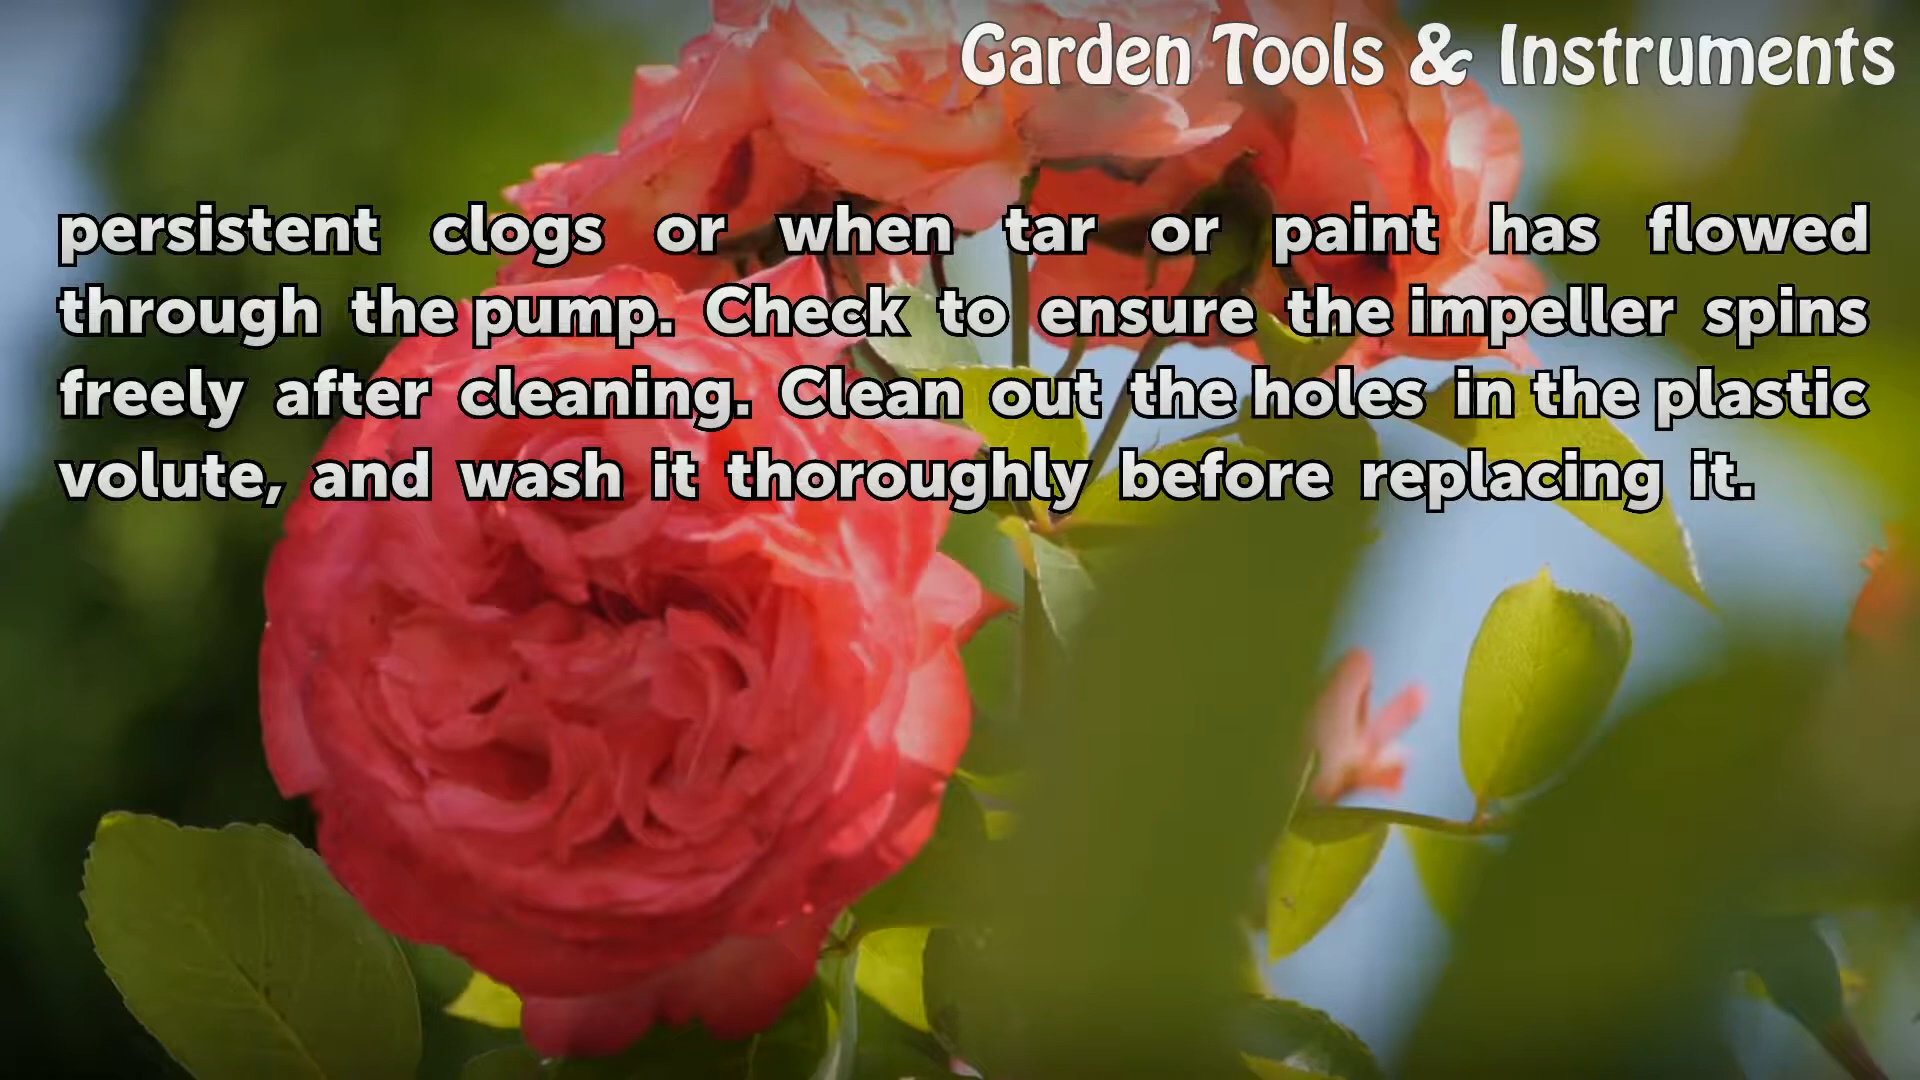 Garden Tools & Instruments
persistent clogs or when tar or paint has flowed
through the pump. Check to ensure the impeller spins
freely after cleaning. Clean out the holes in the plastic
volute, and wash it thoroughly before replacing it.